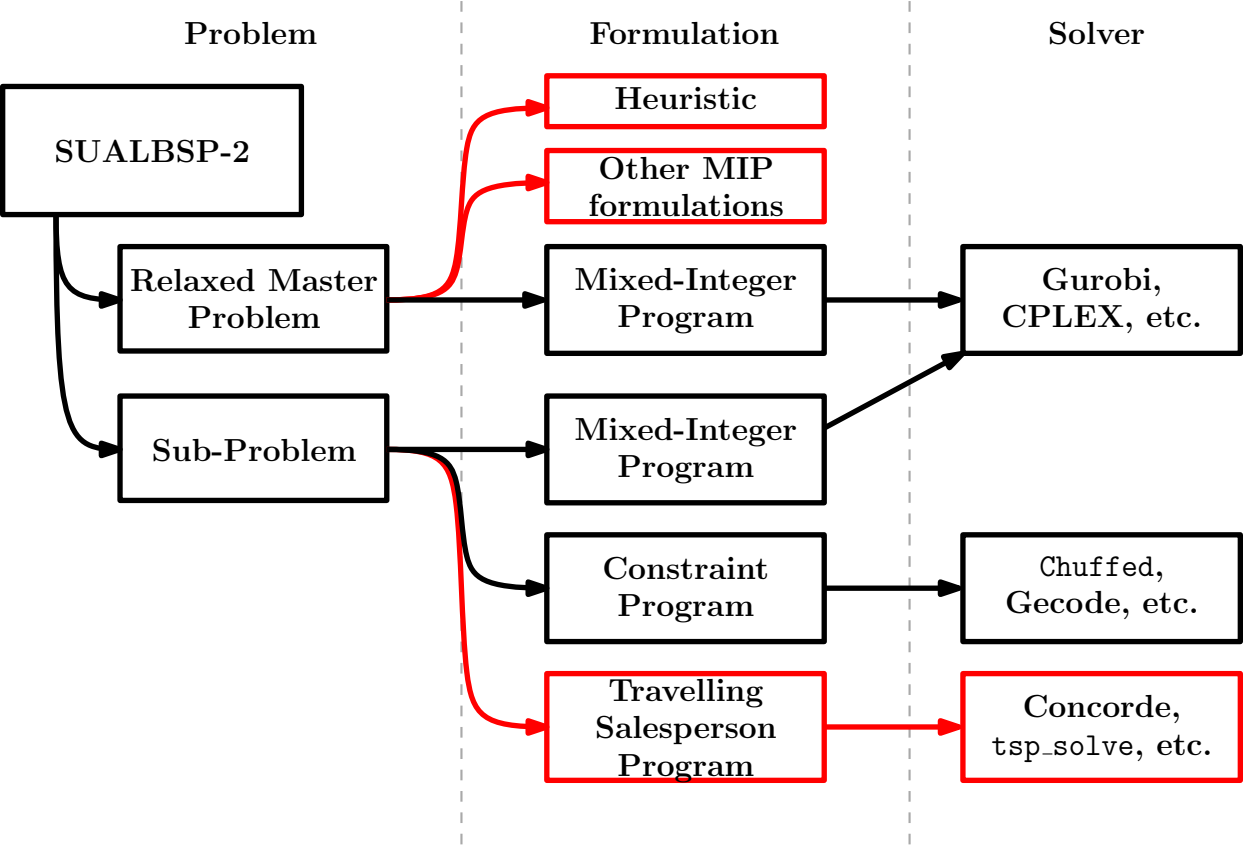 Problem
Formulation
Solver
SUALBSP-2
Heuristic
Other MIP
formulations
Relaxed Master
Problem
Mixed-Integer
Program
Gurobi,
CPLEX, etc.
Sub-Problem
Mixed-Integer
Program
Constraint
Program
Chuffed,
Gecode, etc.
Travelling
Salesperson
Program
Concorde,
tsp_solve, etc.